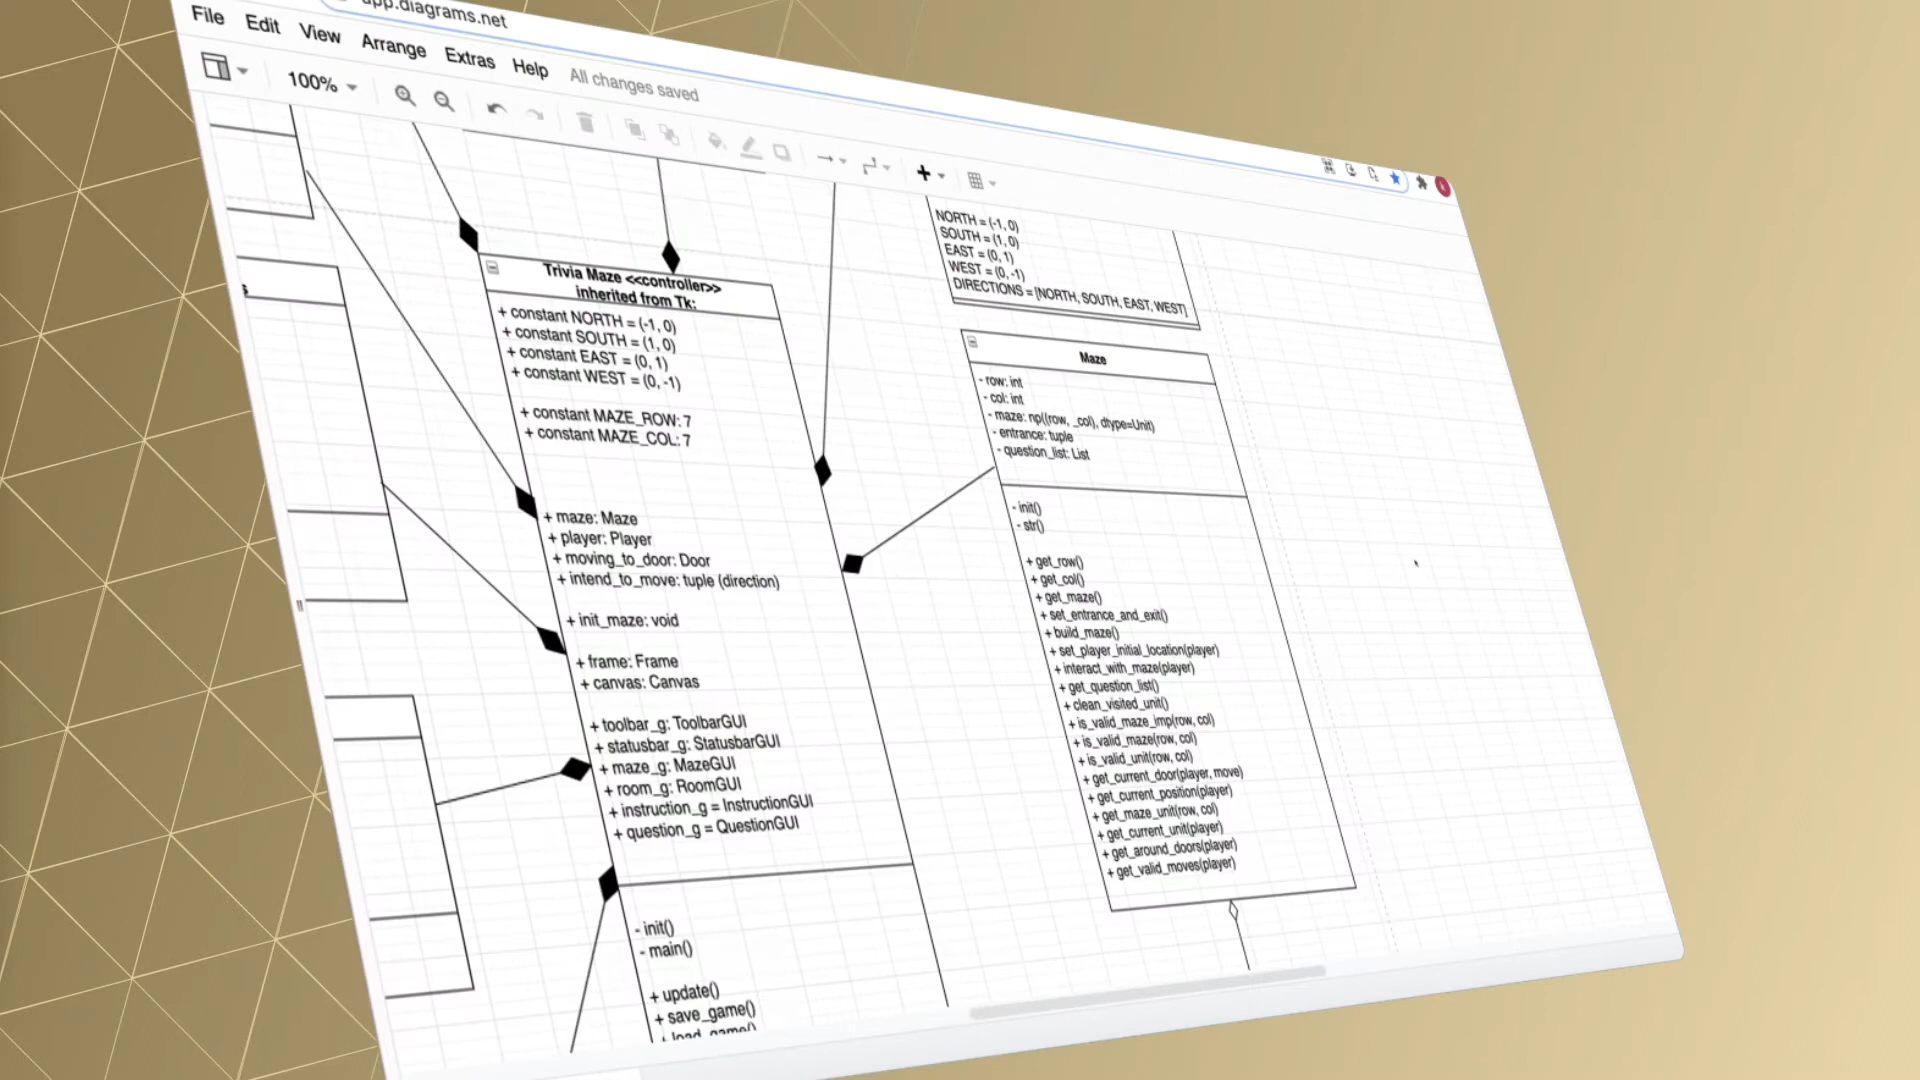 app.diagrams.net
File Edit View Arrange Extras Help All changes saved
100%
Trivia Maze <<controller>>
inherited from Tk:
+ constant NORTH = (-1, 0)
+ constant SOUTH = (1, 0)
+ constant EAST = (0, 1)
+ constant WEST = (0, -1)
+ constant MAZE_ROW: 7
+ constant MAZE_COL: 7
+ maze: Maze
+ player: Player
+ moving_to_door: Door
+ intend_to_move: tuple (direction)
+ init_maze: void
+ frame: Frame
+ canvas: Canvas
+ toolbar_g: ToolbarGUI
+ statusbar_g: StatusbarGUI
+ maze_g: MazeGUI
+ room_g: RoomGUI
+ instruction_g = InstructionGUI
+ question_g = QuestionGUI
- init()
- main()
+ update()
+ save_game()
+ load_game()
NORTH = (-1, 0)
SOUTH = (1, 0)
EAST = (0, 1)
WEST = (0, -1)
DIRECTIONS = [NORTH, SOUTH, EAST, WEST]
Maze
- row: int
- col: int
- maze: np((row, _col), dtype=Unit)
- entrance: tuple
- question_list: List
- init()
- str()
+ get_row()
+ get_col()
+ get_maze()
+ set_entrance_and_exit()
+ build_maze()
+ set_player_initial_location(player)
+ interact_with_maze(player)
+ get_question_list()
+ clean_visited_unit()
+ is_valid_maze_imp(row, col)
+ is_valid_maze(row, col)
+ is_valid_unit(row, col)
+ get_current_door(player, move)
+ get_current_position(player)
+ get_maze_unit(row, col)
+ get_current_unit(player)
+ get_around_doors(player)
+ get_valid_moves(player)